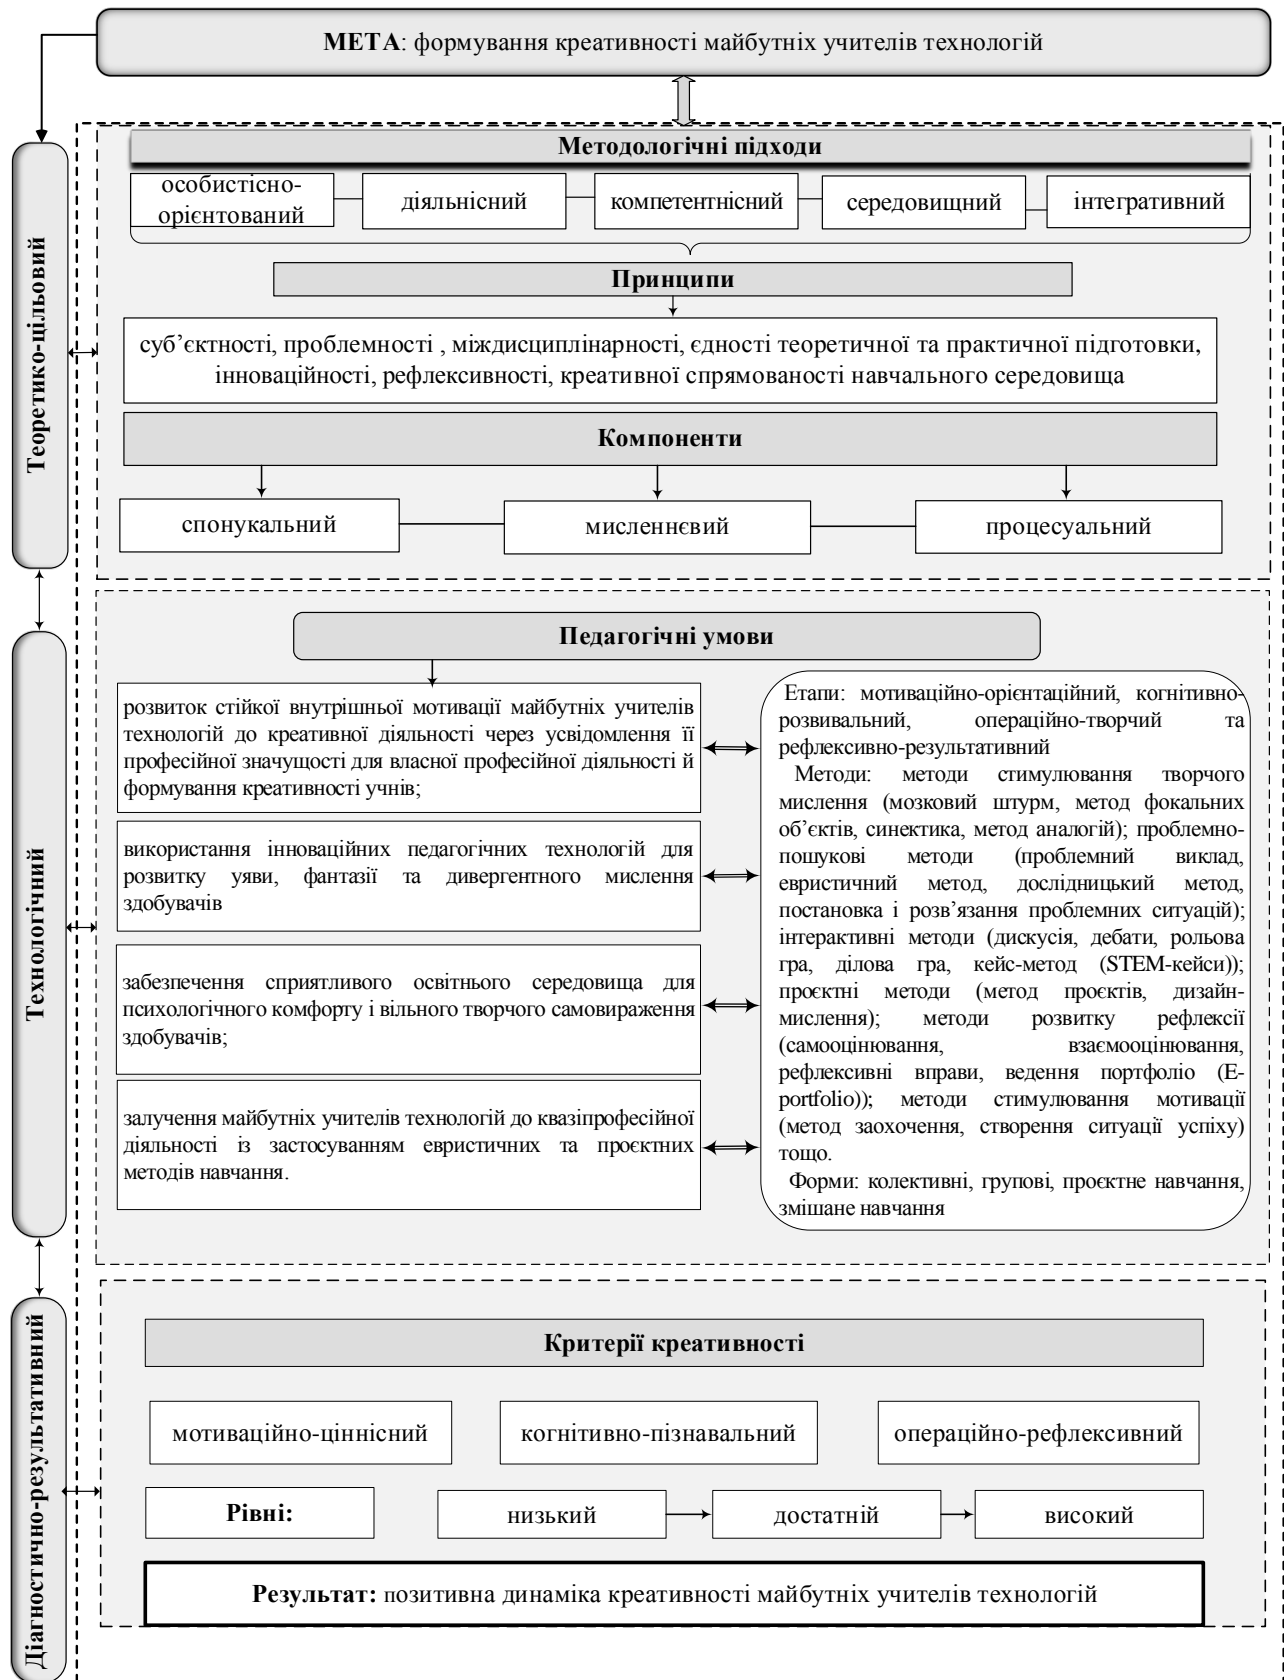 МЕТА: формування креативності майбутніх учителів технологій
Теоретико-цільовий
Методологічні підходи
особистісно-
орієнтований
діяльнісний
компетентнісний
середовищний
інтегративний
Принципи
суб’єктності, проблемності , міждисциплінарності, єдності теоретичної та практичної підготовки,
інноваційності, рефлексивності, креативної спрямованості навчального середовища
Компоненти
спонукальний
мисленнєвий
процесуальний
Технологічний
Педагогічні умови
розвиток стійкої внутрішньої мотивації майбутніх учителів
технологій до креативної діяльності через усвідомлення її
професійної значущості для власної професійної діяльності й
формування креативності учнів;
використання інноваційних педагогічних технологій для
розвитку уяви, фантазії та дивергентного мислення
здобувачів
забезпечення сприятливого освітнього середовища для
психологічного комфорту і вільного творчого самовираження
здобувачів;
залучення майбутніх учителів технологій до квазіпрофесійної
діяльності із застосуванням евристичних та проєктних
методів навчання.
Етапи: мотиваційно-орієнтаційний, когнітивно-
розвивальний, операційно-творчий та
рефлексивно-результативний
Методи: методи стимулювання творчого
мислення (мозковий штурм, метод фокальних
об’єктів, синектика, метод аналогій); проблемно-
пошукові методи (проблемний виклад,
евристичний метод, дослідницький метод,
постановка і розв’язання проблемних ситуацій);
інтерактивні методи (дискусія, дебати, рольова
гра, ділова гра, кейс-метод (STEM-кейси));
проєктні методи (метод проєктів, дизайн-
мислення); методи розвитку рефлексії
(самооцінювання, взаємооцінювання,
рефлексивні вправи, ведення портфоліо (E-
portfolio)); методи стимулювання мотивації
(метод заохочення, створення ситуації успіху)
тощо.
Форми: колективні, групові, проєктне навчання,
змішане навчання
Діагностично-результативний
Критерії креативності
мотиваційно-ціннісний
когнітивно-пізнавальний
операційно-рефлексивний
Рівні:
низький
достатній
високий
Результат: позитивна динаміка креативності майбутніх учителів технологій